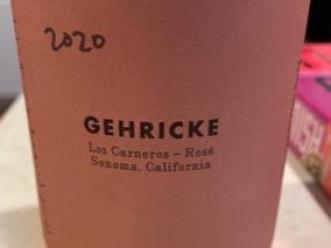 2020
GEHRICKE
Los Carneros – Rosé
Sonoma, California